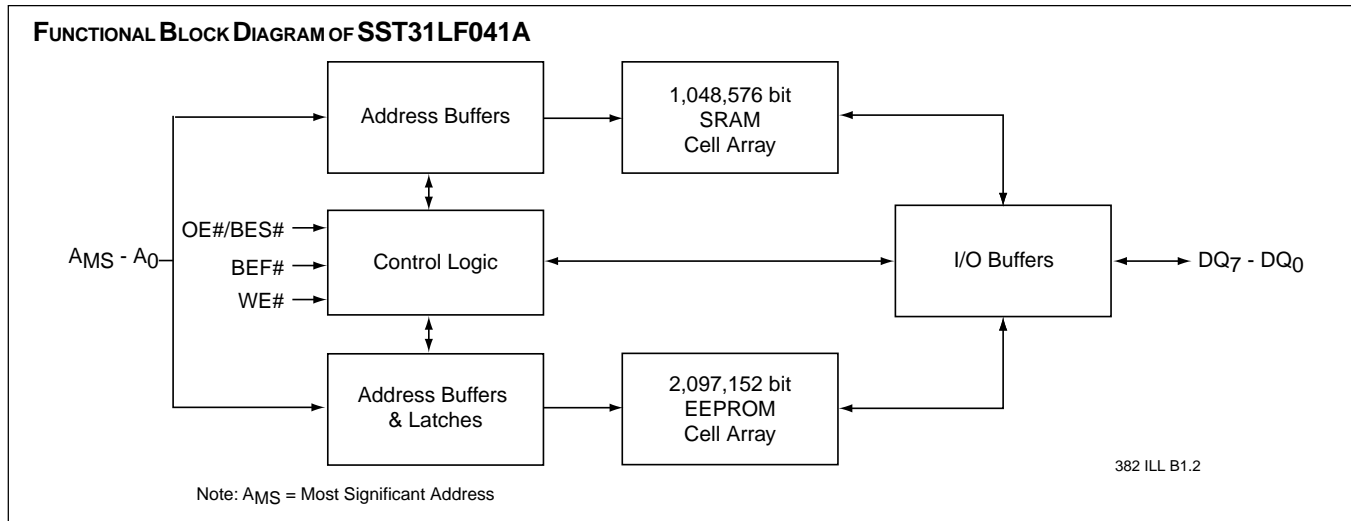 FUNCTIONAL BLOCK DIAGRAM OF SST31LF041A
Address Buffers
1,048,576 bit
SRAM
Cell Array
AMS - A0
OE#/BES#
BEF#
WE#
Control Logic
I/O Buffers
DQ7 - DQ0
Address Buffers
& Latches
2,097,152 bit
EEPROM
Cell Array
382 ILL B1.2
Note: AMS = Most Significant Address